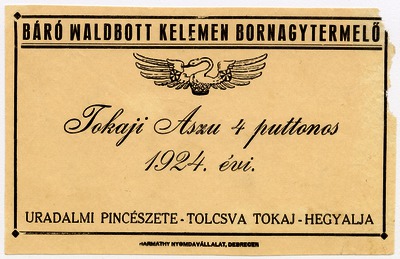 BÁRÓ WALDBOTT KELEMEN BORNAGYTERMELŐ
Tokaji Aszu 4 puttonos
1924. évi.
URADALMI PINCÉSZETE - TOLCSVA TOKAJ - HEGYALJA
HARMATHY NYOMDAVÁLLALAT, DEBRECEN